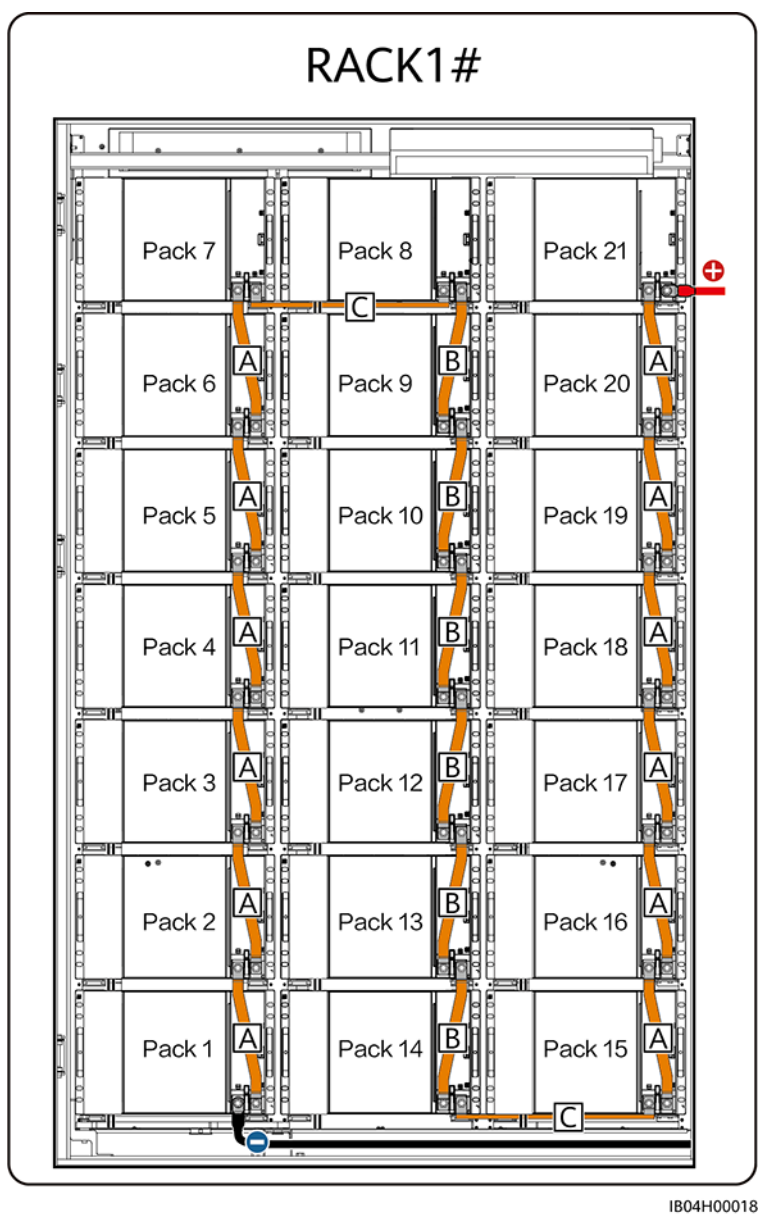 RACK1#
Pack 7 Pack 8 Pack 21
+
C
A B A
Pack 6 Pack 9 Pack 20
A B A
Pack 5 Pack 10 Pack 19
A B A
Pack 4 Pack 11 Pack 18
A B A
Pack 3 Pack 12 Pack 17
A B A
Pack 2 Pack 13 Pack 16
A B A
Pack 1 Pack 14 Pack 15
C
−
IB04H00018